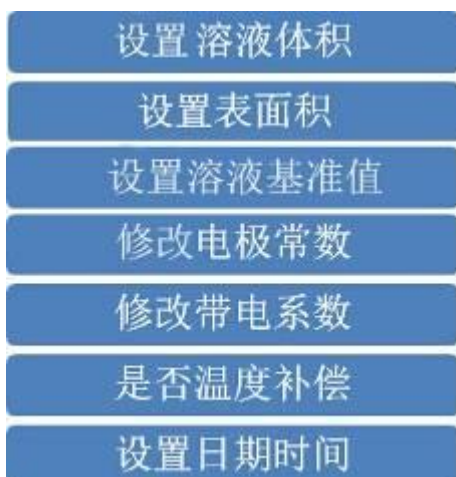 设置溶液体积
设置表面积
设置溶液基准值
修改电极常数
修改带电系数
是否温度补偿
设置日期时间